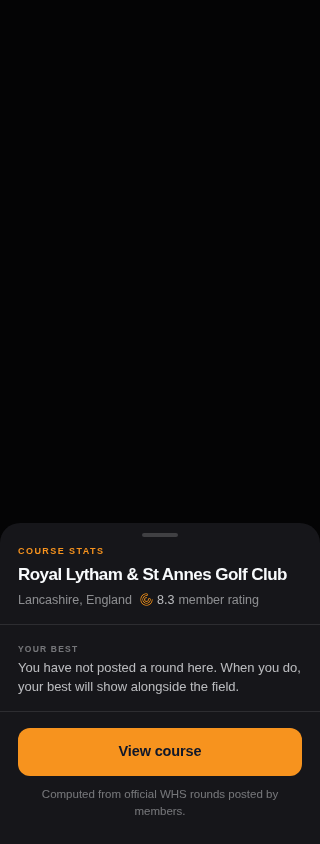 COURSE STATS
Royal Lytham & St Annes Golf Club
Lancashire, England 8.3 member rating
YOUR BEST
You have not posted a round here. When you do,
your best will show alongside the field.
View course
Computed from official WHS rounds posted by
members.